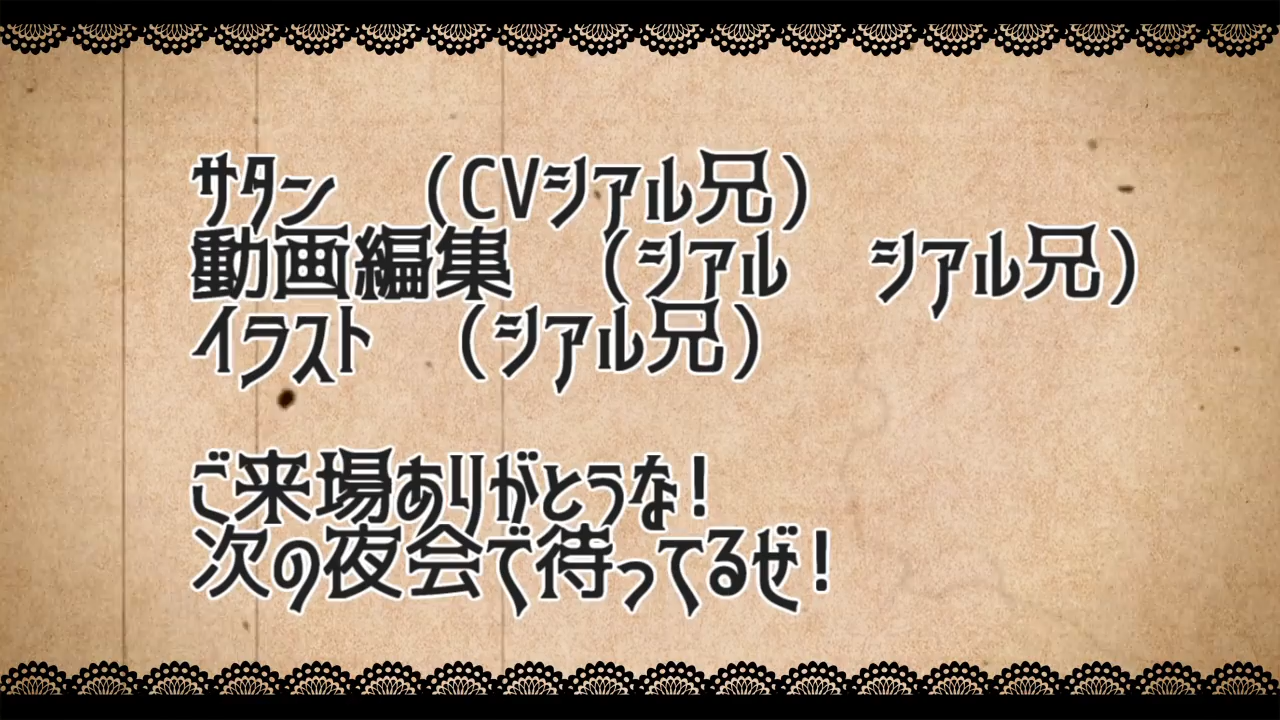 サタン　（CVシアル兄）
動画編集　（シアル　シアル兄）
イラスト　（シアル兄）
ご来場ありがとうな！
次の夜会で待ってるぜ！